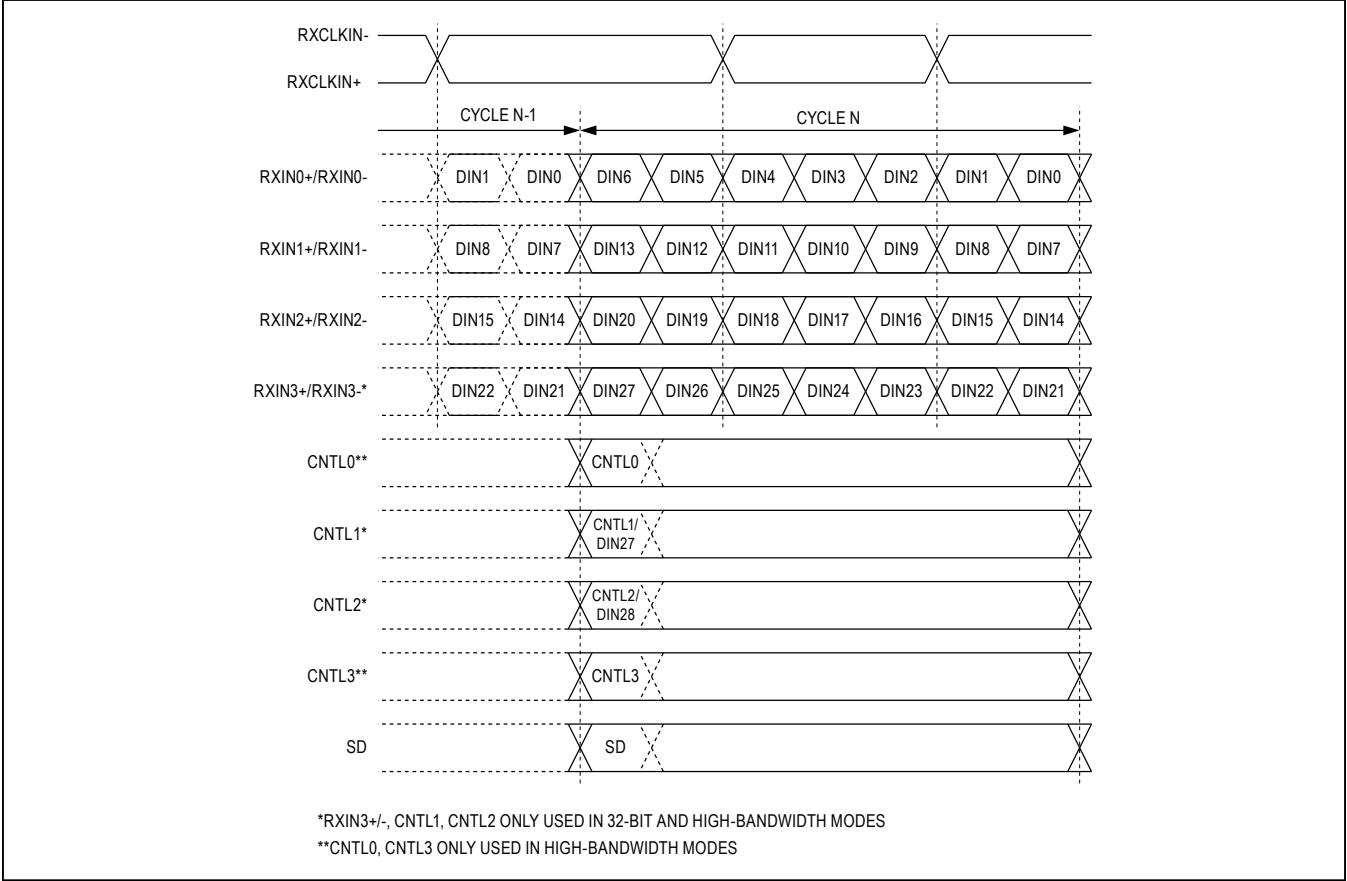 RXCLKIN-
RXCLKIN+
CYCLE N-1 CYCLE N
RXIN0+/RXIN0- DIN1 DIN0 DIN6 DIN5 DIN4 DIN3 DIN2 DIN1 DIN0
RXIN1+/RXIN1- DIN8 DIN7 DIN13 DIN12 DIN11 DIN10 DIN9 DIN8 DIN7
RXIN2+/RXIN2- DIN15 DIN14 DIN20 DIN19 DIN18 DIN17 DIN16 DIN15 DIN14
RXIN3+/RXIN3-* DIN22 DIN21 DIN27 DIN26 DIN25 DIN24 DIN23 DIN22 DIN21
CNTL0** CNTL0
CNTL1* CNTL1/
DIN27
CNTL2* CNTL2/
DIN28
CNTL3** CNTL3
SD SD
*RXIN3+/-, CNTL1, CNTL2 ONLY USED IN 32-BIT AND HIGH-BANDWIDTH MODES
**CNTL0, CNTL3 ONLY USED IN HIGH-BANDWIDTH MODES